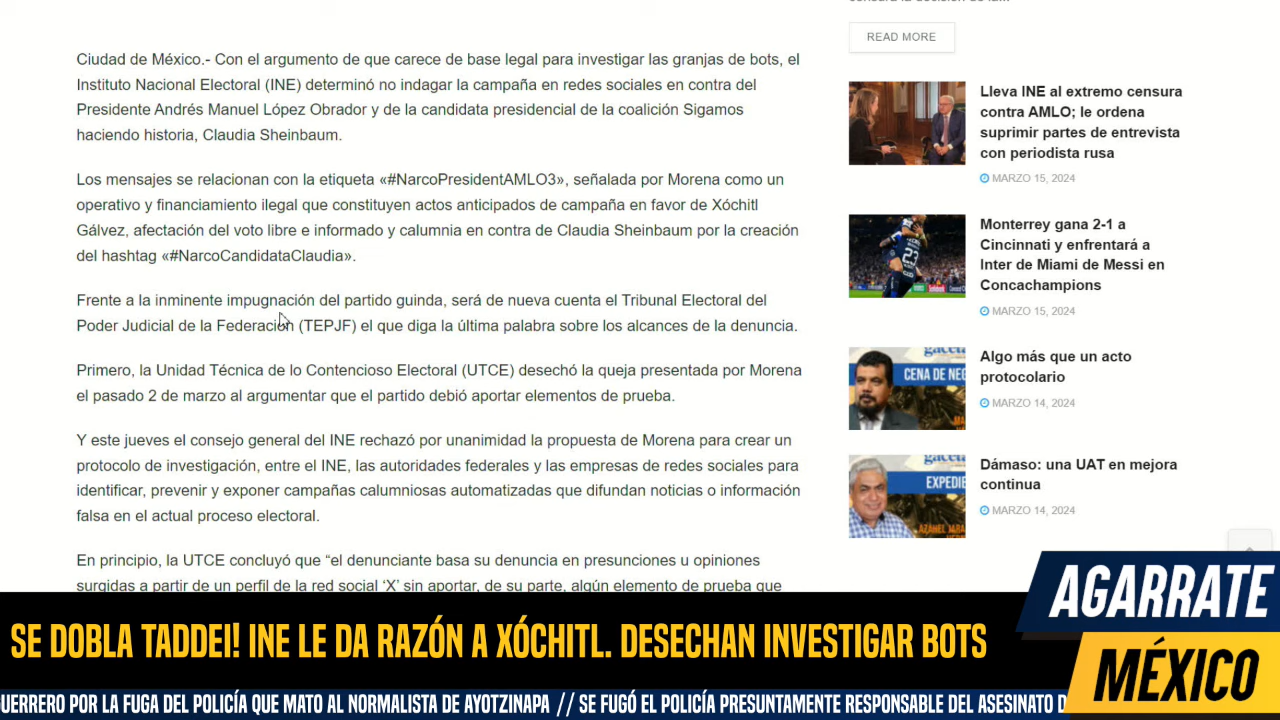 Ciudad de México.- Con el argumento de que carece de base legal para investigar las granjas de bots, el
Instituto Nacional Electoral (INE) determinó no indagar la campaña en redes sociales en contra del
Presidente Andrés Manuel López Obrador y de la candidata presidencial de la coalición Sigamos
haciendo historia, Claudia Sheinbaum.
Los mensajes se relacionan con la etiqueta «#NarcoPresidentAMLO3», señalada por Morena como un
operativo y financiamiento ilegal que constituyen actos anticipados de campaña en favor de Xóchitl
Gálvez, afectación del voto libre e informado y calumnia en contra de Claudia Sheinbaum por la creación
del hashtag «#NarcoCandidataClaudia».
Frente a la inminente impugnación del partido guinda, será de nueva cuenta el Tribunal Electoral del
Poder Judicial de la Federación (TEPJF) el que diga la última palabra sobre los alcances de la denuncia.
Primero, la Unidad Técnica de lo Contencioso Electoral (UTCE) desechó la queja presentada por Morena
el pasado 2 de marzo al argumentar que el partido debió aportar elementos de prueba.
Y este jueves el consejo general del INE rechazó por unanimidad la propuesta de Morena para crear un
protocolo de investigación, entre el INE, las autoridades federales y las empresas de redes sociales para
identificar, prevenir y exponer campañas calumniosas automatizadas que difundan noticias o información
falsa en el actual proceso electoral.
En principio, la UTCE concluyó que “el denunciante basa su denuncia en presunciones u opiniones
surgidas a partir de un perfil de la red social ‘X’ sin aportar, de su parte, algún elemento de prueba que
READ MORE
Lleva INE al extremo censura
contra AMLO; le ordena
suprimir partes de entrevista
con periodista rusa
MARZO 15, 2024
Monterrey gana 2-1 a
Cincinnati y enfrentará a
Inter de Miami de Messi en
Concachampions
MARZO 15, 2024
23
gaceta
CENA DE NEG
Algo más que un acto
protocolario
MARZO 14, 2024
gaceta
EXPEDIE
Dámaso: una UAT en mejora
continua
MARZO 14, 2024
AGARRATE
MÉXICO
SE DOBLA TADDEI! INE LE DA RAZÓN A XÓCHITL. DESECHAN INVESTIGAR BOTS
GUERRERO POR LA FUGA DEL POLICÍA QUE MATO AL NORMALISTA DE AYOTZINAPA // SE FUGÓ EL POLICÍA PRESUNTAMENTE RESPONSABLE DEL ASESINATO D